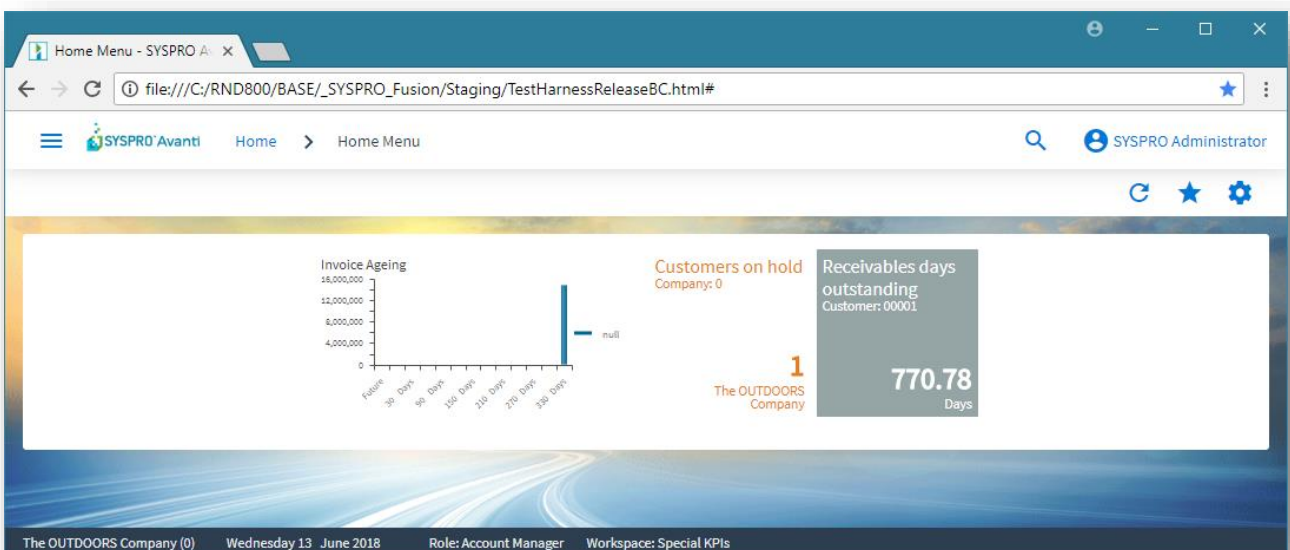 Home Menu - SYSPRO A
file:///C:/RND800/BASE/_SYSPRO_Fusion/Staging/TestHarnessReleaseBC.html#
SYSPRO Avanti Home Home Menu SYSPRO Administrator
Invoice Ageing
16,000,000
12,000,000
8,000,000
4,000,000
0
Future
30 Days
90 Days
150 Days
210 Days
270 Days
330 Days
null
Customers on hold
Company: 0
1
The OUTDOORS
Company
Receivables days
outstanding
Customer: 00001
770.78
Days
The OUTDOORS Company (0) Wednesday 13 June 2018 Role: Account Manager Workspace: Special KPIs